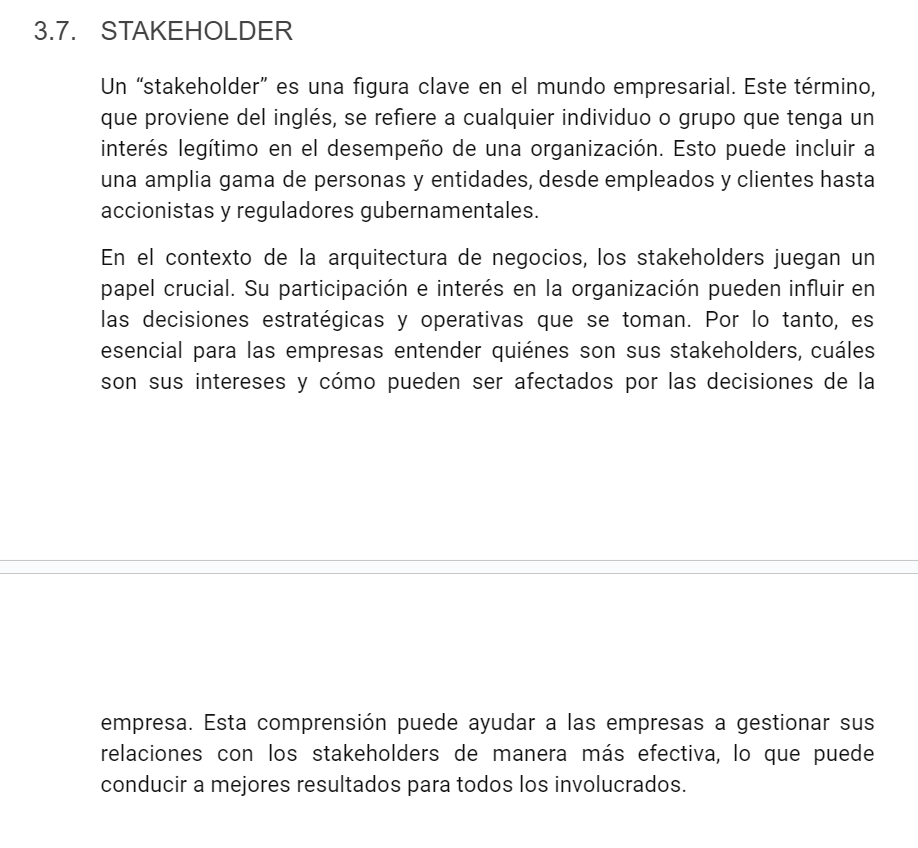 3.7. STAKEHOLDER
Un “stakeholder” es una figura clave en el mundo empresarial. Este término,
que proviene del inglés, se refiere a cualquier individuo o grupo que tenga un
interés legítimo en el desempeño de una organización. Esto puede incluir a
una amplia gama de personas y entidades, desde empleados y clientes hasta
accionistas y reguladores gubernamentales.
En el contexto de la arquitectura de negocios, los stakeholders juegan un
papel crucial. Su participación e interés en la organización pueden influir en
las decisiones estratégicas y operativas que se toman. Por lo tanto, es
esencial para las empresas entender quiénes son sus stakeholders, cuáles
son sus intereses y cómo pueden ser afectados por las decisiones de la
empresa. Esta comprensión puede ayudar a las empresas a gestionar sus
relaciones con los stakeholders de manera más efectiva, lo que puede
conducir a mejores resultados para todos los involucrados.